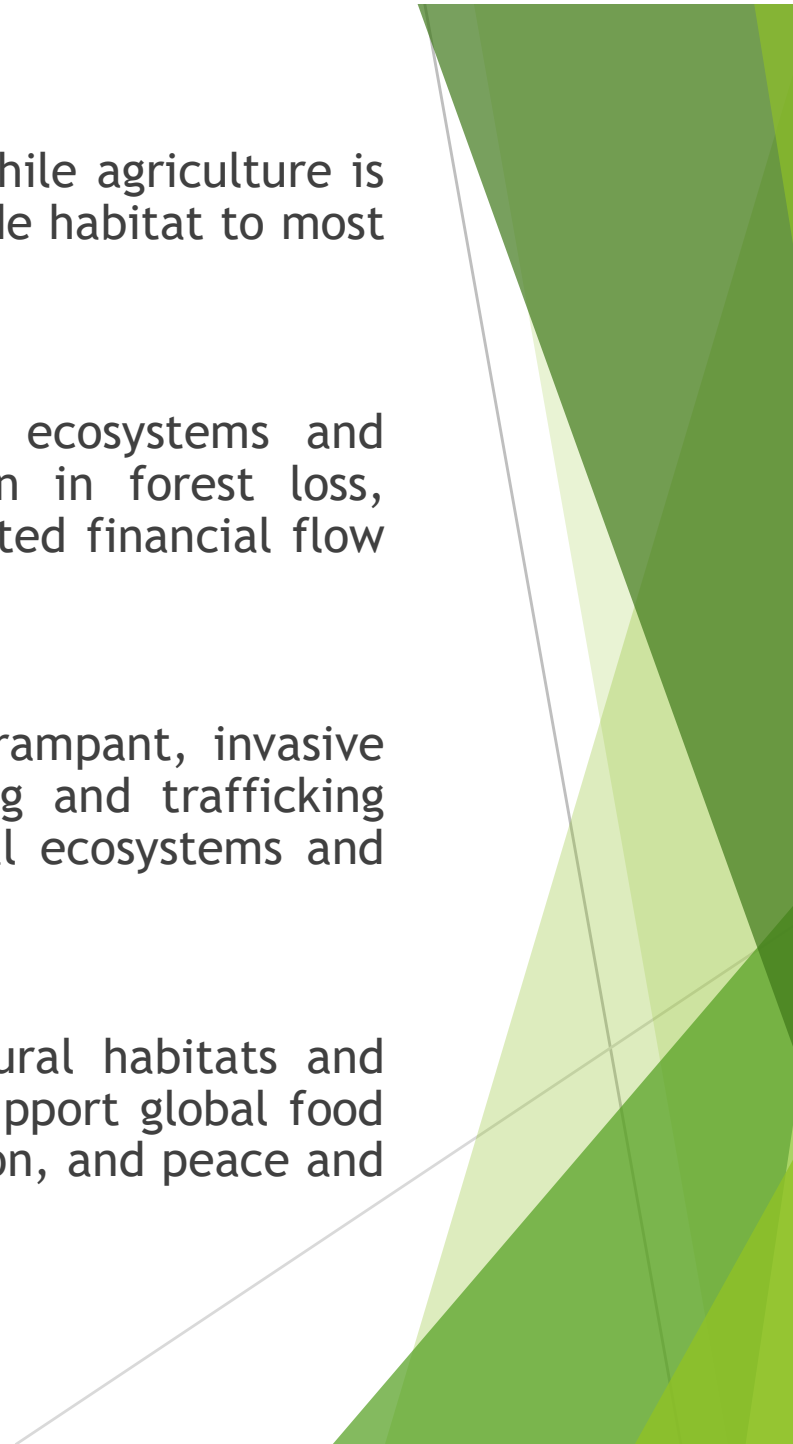 hile agriculture is
de habitat to most
ecosystems and
n in forest loss,
ted financial flow
rampant, invasive
g and trafficking
l ecosystems and
ural habitats and
pport global food
on, and peace and